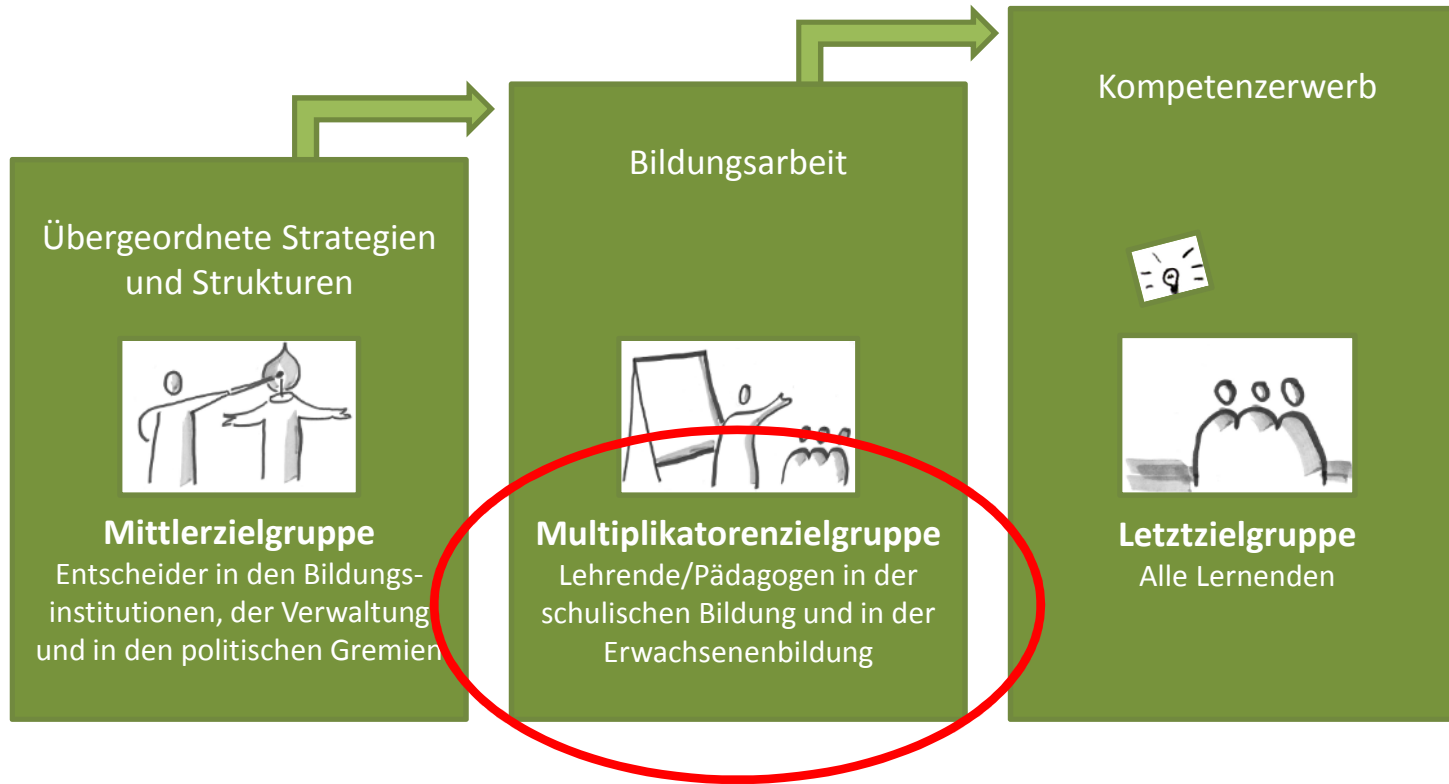 Übergeordnete Strategien
und Strukturen
Mittlerzielgruppe
Entscheider in den Bildungs-
institutionen, der Verwaltung
und in den politischen Gremien
Bildungsarbeit
Multiplikatorenzielgruppe
Lehrende/Pädagogen in der
schulischen Bildung und in der
Erwachsenenbildung
Kompetenzerwerb
Letztzielgruppe
Alle Lernenden